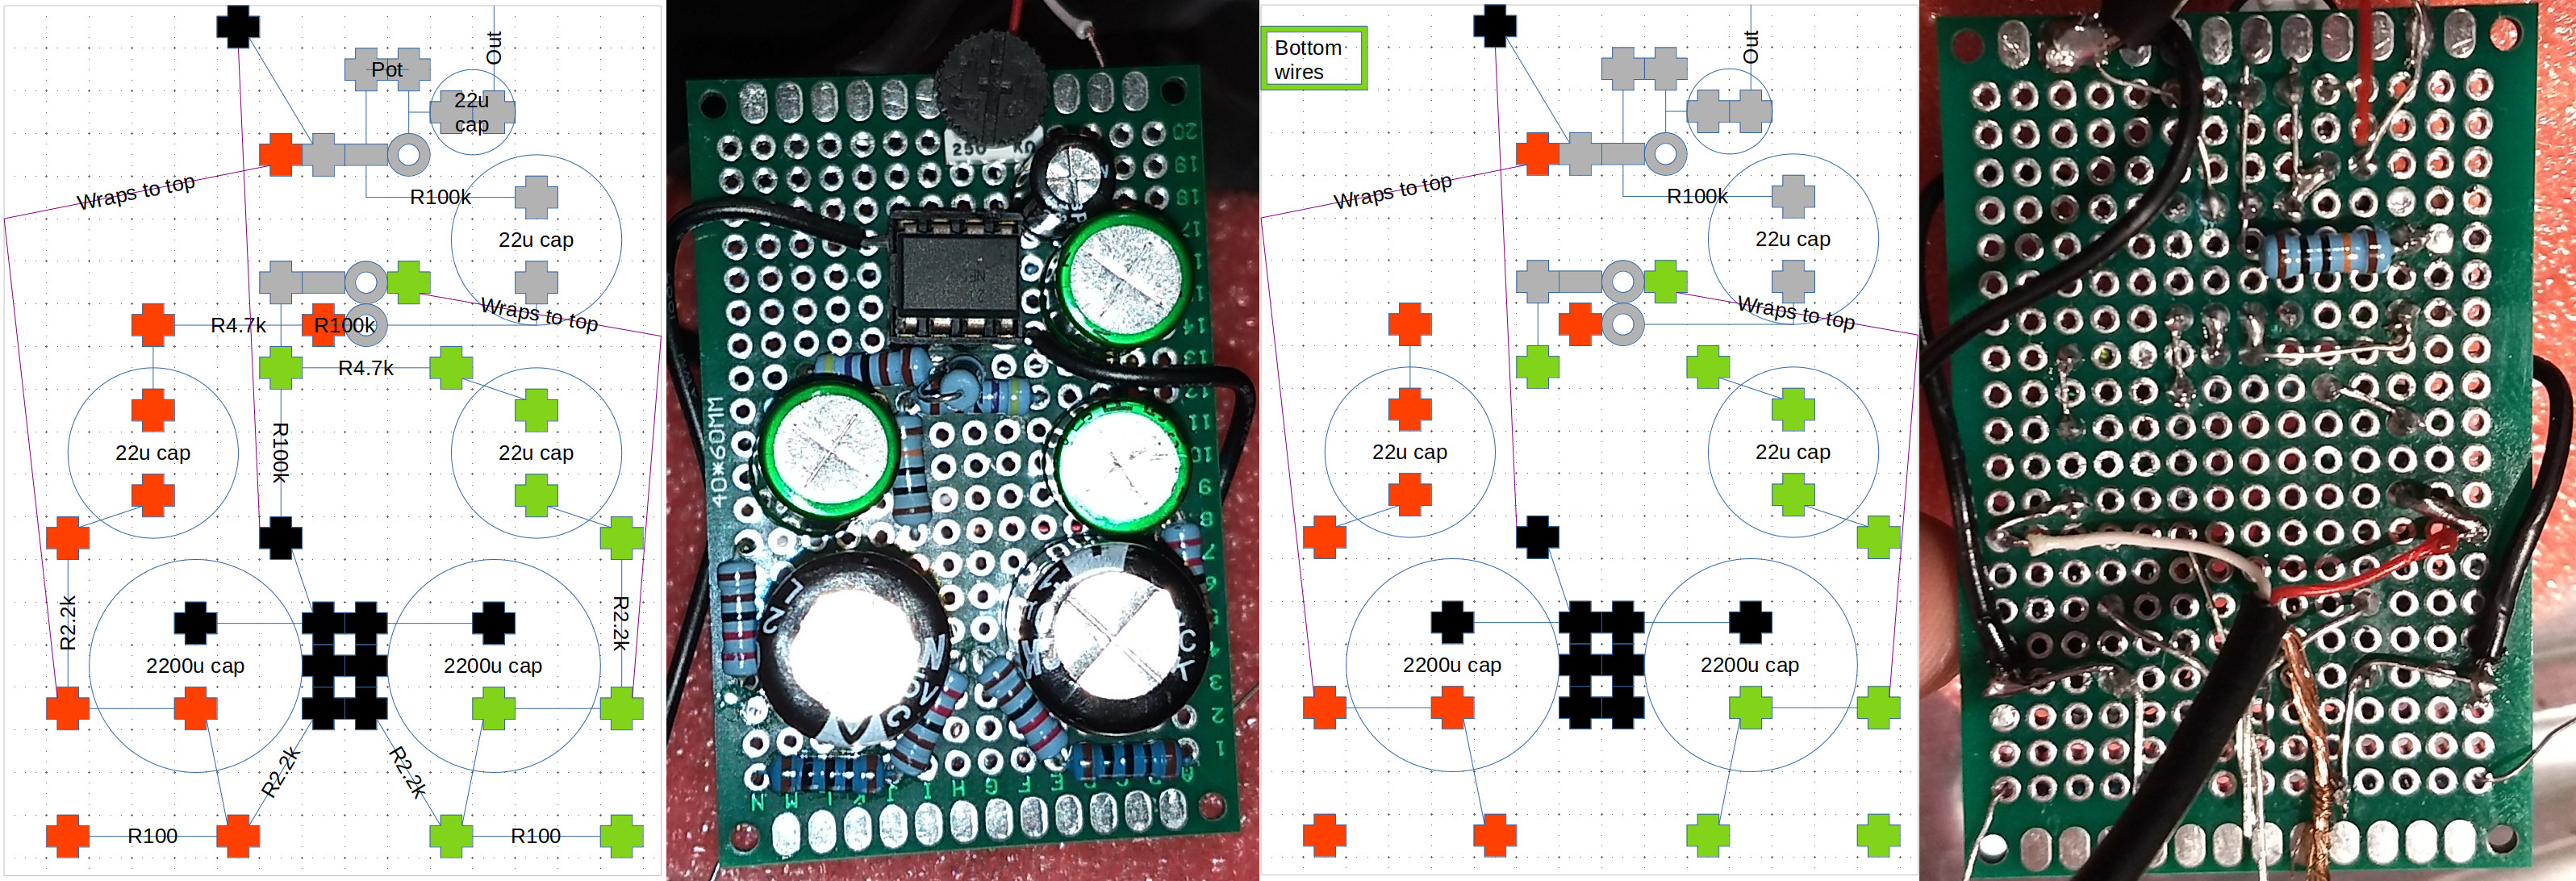 Pot
Out
22u
cap
Wraps to top
R100k
22u cap
Wraps to top
R4.7k
R100k
R4.7k
R100k
22u cap
22u cap
R2.2k
R2.2k
2200u cap
2200u cap
R2.2k
R2.2k
R100
R100
250 KΩ
20
19
18
17
1
1
14
13
12
11
10
9
8
7
6
5
4
3
2
1
40*60MM
N M L K J I H G F E
Bottom
wires
Out
Wraps to top
R100k
22u cap
Wraps to top
22u cap
22u cap
2200u cap
2200u cap